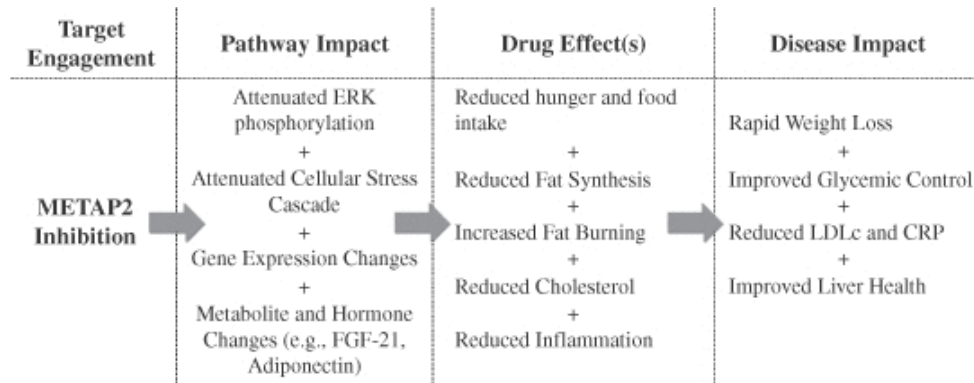 Target
Engagement
Pathway Impact
Drug Effect(s)
Disease Impact
METAP2
Inhibition
Attenuated ERK
phosphorylation
+
Attenuated Cellular Stress
Cascade
+
Gene Expression Changes
+
Metabolite and Hormone
Changes (e.g., FGF-21,
Adiponectin)
Reduced hunger and food
intake
+
Reduced Fat Synthesis
+
Increased Fat Burning
+
Reduced Cholesterol
+
Reduced Inflammation
Rapid Weight Loss
+
Improved Glycemic Control
+
Reduced LDLc and CRP
+
Improved Liver Health